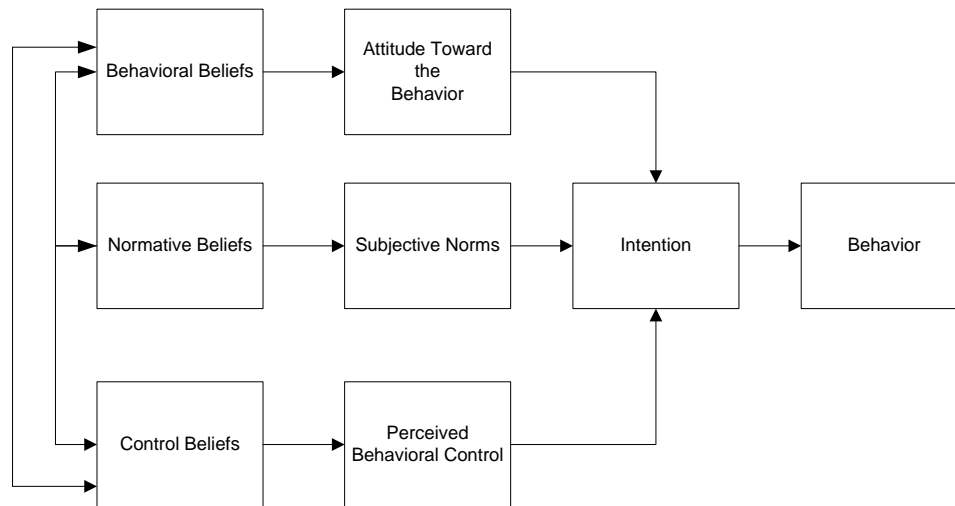 Behavioral Beliefs
Attitude Toward
the
Behavior
Normative Beliefs
Subjective Norms
Intention
Behavior
Control Beliefs
Perceived
Behavioral Control